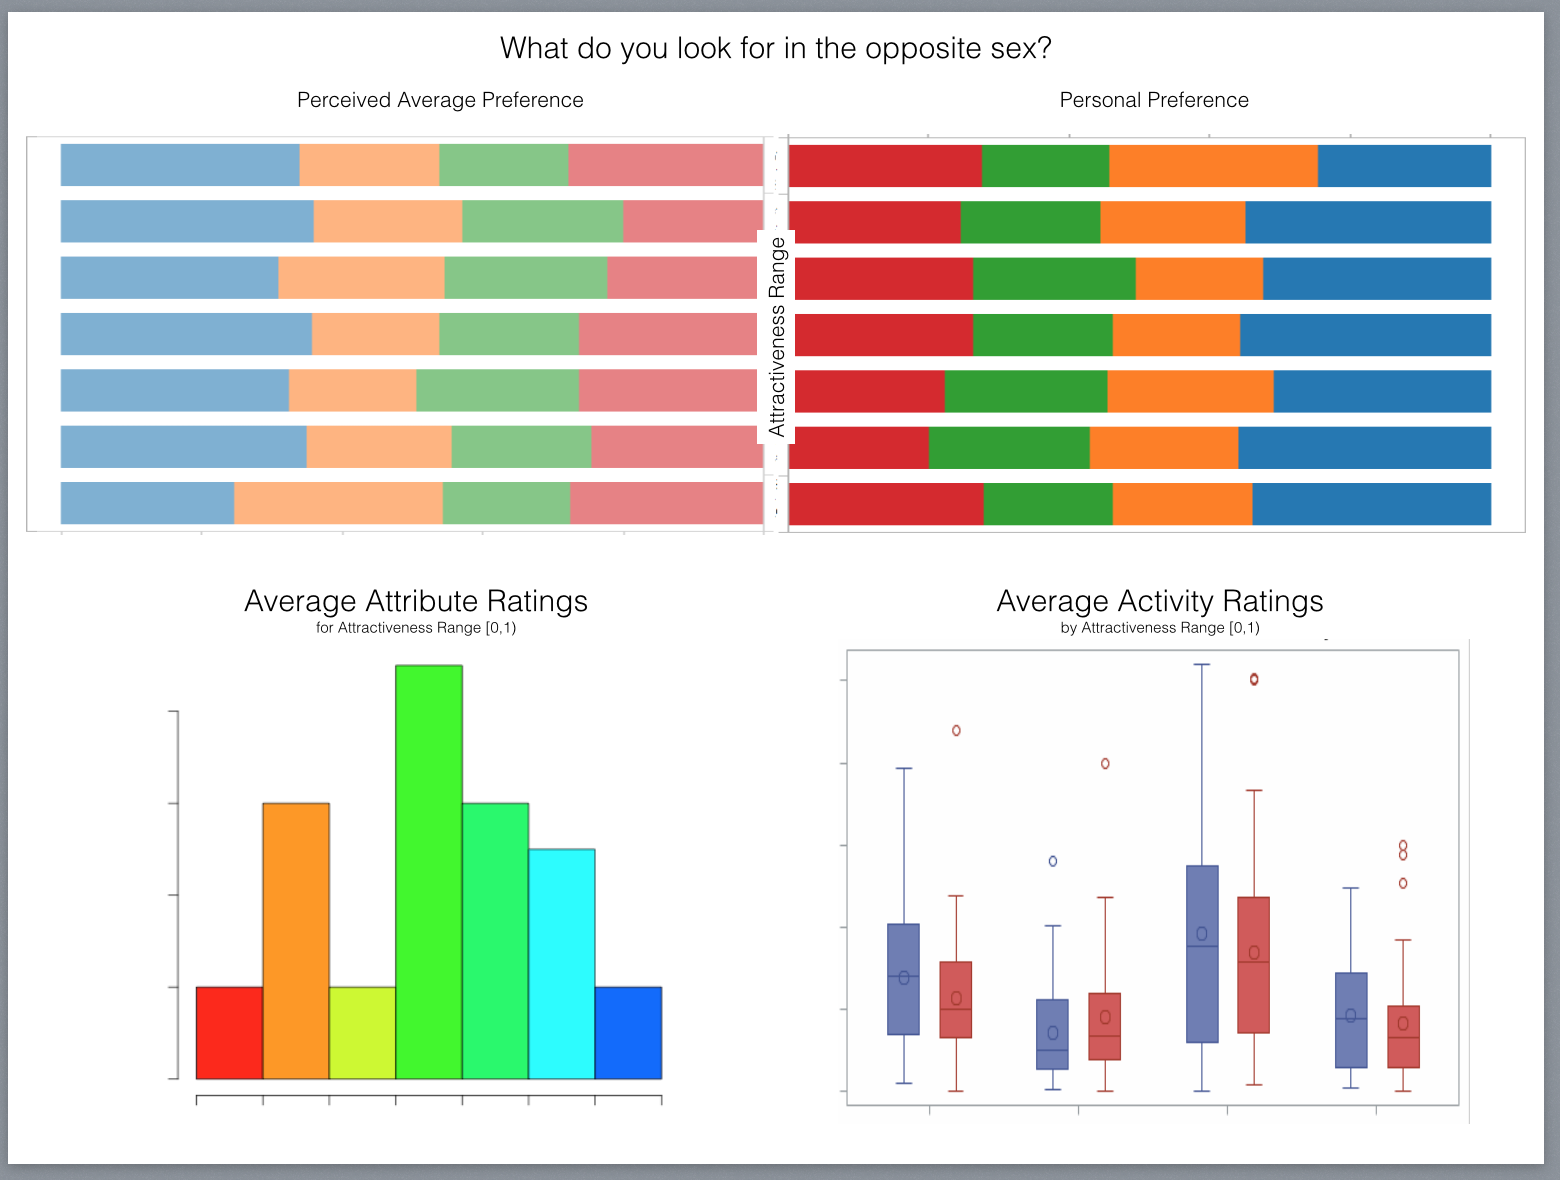 What do you look for in the opposite sex?
Perceived Average Preference
Personal Preference
Attractiveness Range
Average Attribute Ratings
for Attractiveness Range [0,1)
Average Activity Ratings
by Attractiveness Range [0,1)